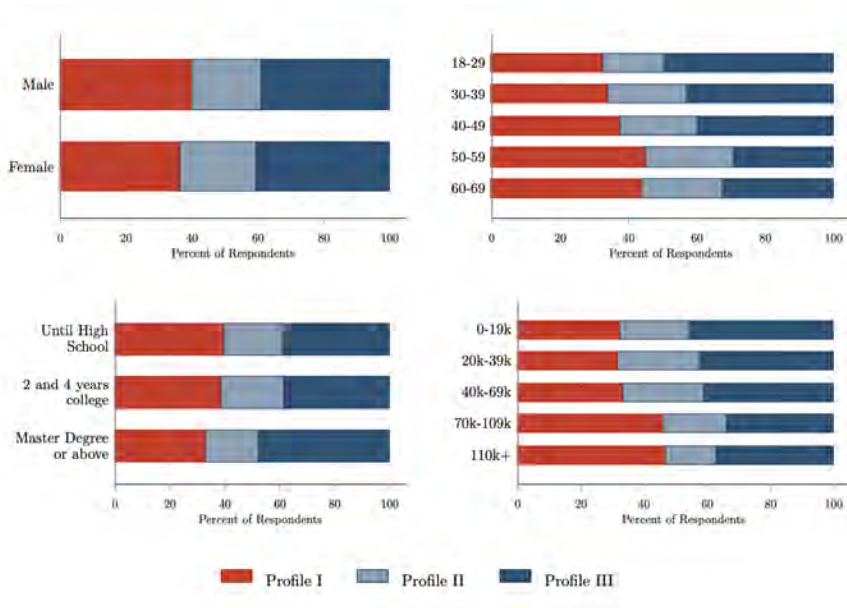 Male
Female
0 20 40 60 80 100
Percent of Respondents
18-29
30-39
40-49
50-59
60-69
0 20 40 60 80 100
Percent of Respondents
Until High
School
2 and 4 years
college
Master Degree
or above
0 20 40 60 80 100
Percent of Respondents
0-19k
20k-39k
40k-69k
70k-109k
110k+
0 20 40 60 80 100
Percent of Respondents
Profile I Profile II Profile III